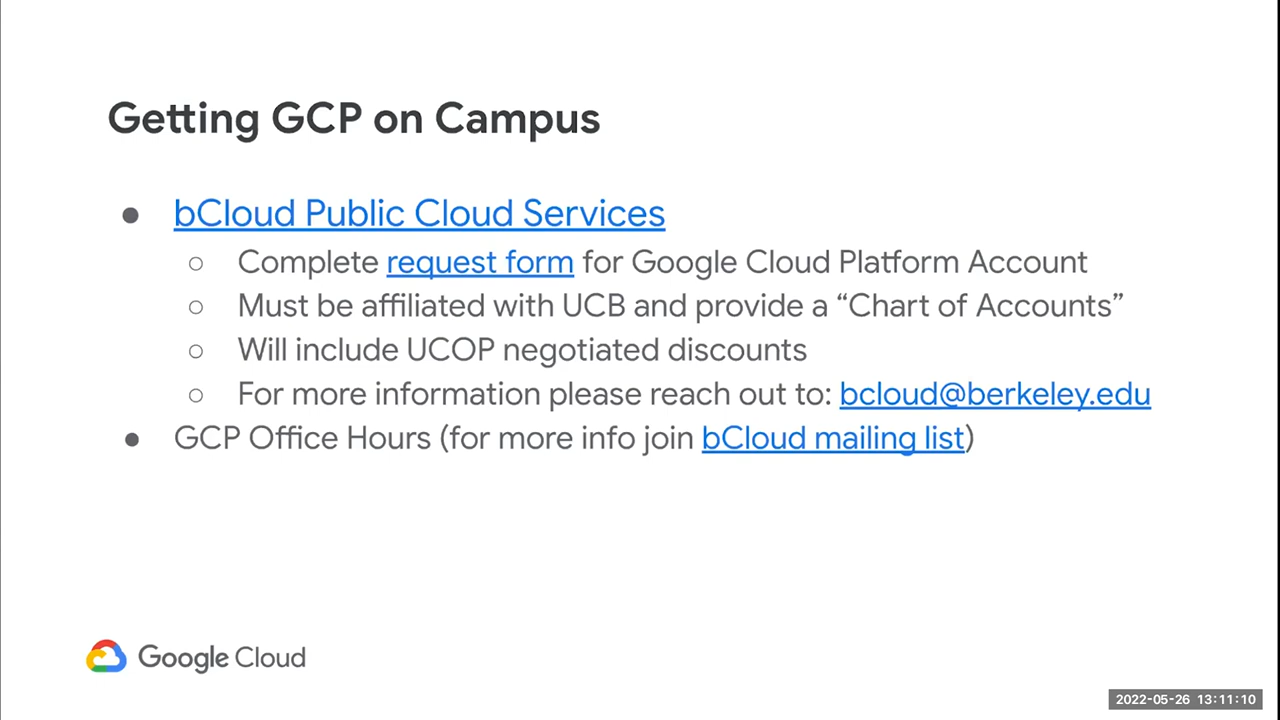 Getting GCP on Campus
● bCloud Public Cloud Services
○ Complete request form for Google Cloud Platform Account
○ Must be affiliated with UCB and provide a “Chart of Accounts”
○ Will include UCOP negotiated discounts
○ For more information please reach out to: bcloud@berkeley.edu
● GCP Office Hours (for more info join bCloud mailing list)
Google Cloud
2022-05-26 13:11:10